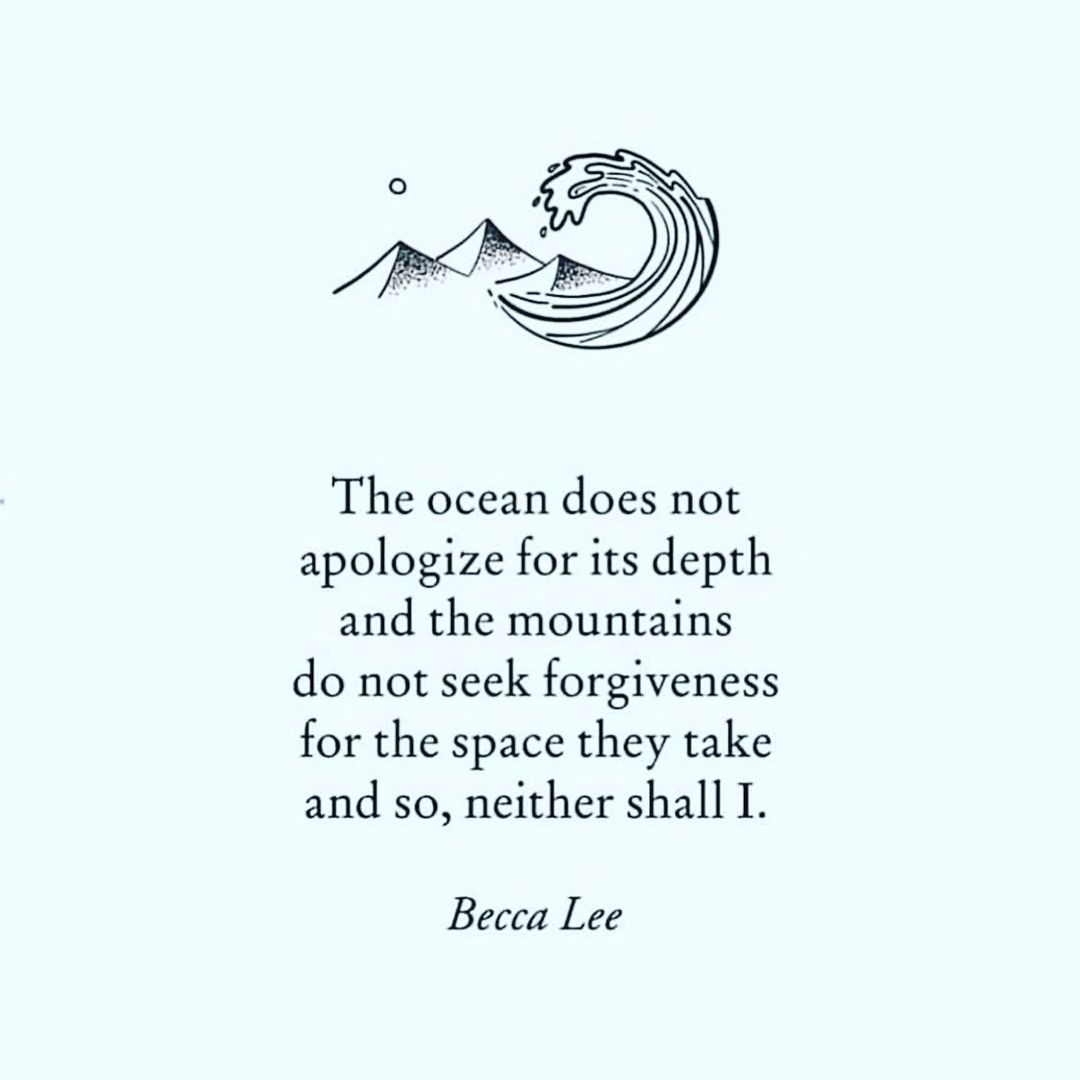 The ocean does not
apologize for its depth
and the mountains
do not seek forgiveness
for the space they take
and so, neither shall I.
Becca Lee